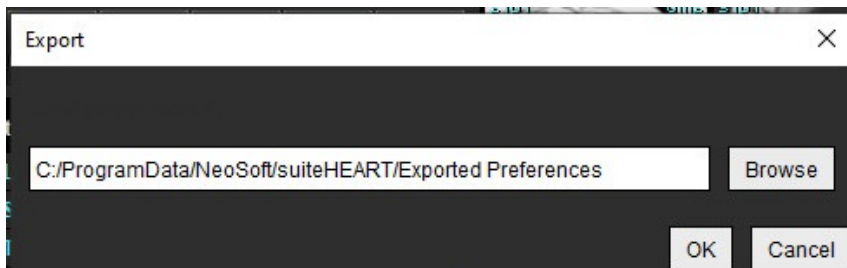 Export
C:/ProgramData/NeoSoft/suiteHEART/Exported Preferences
Browse
OK
Cancel